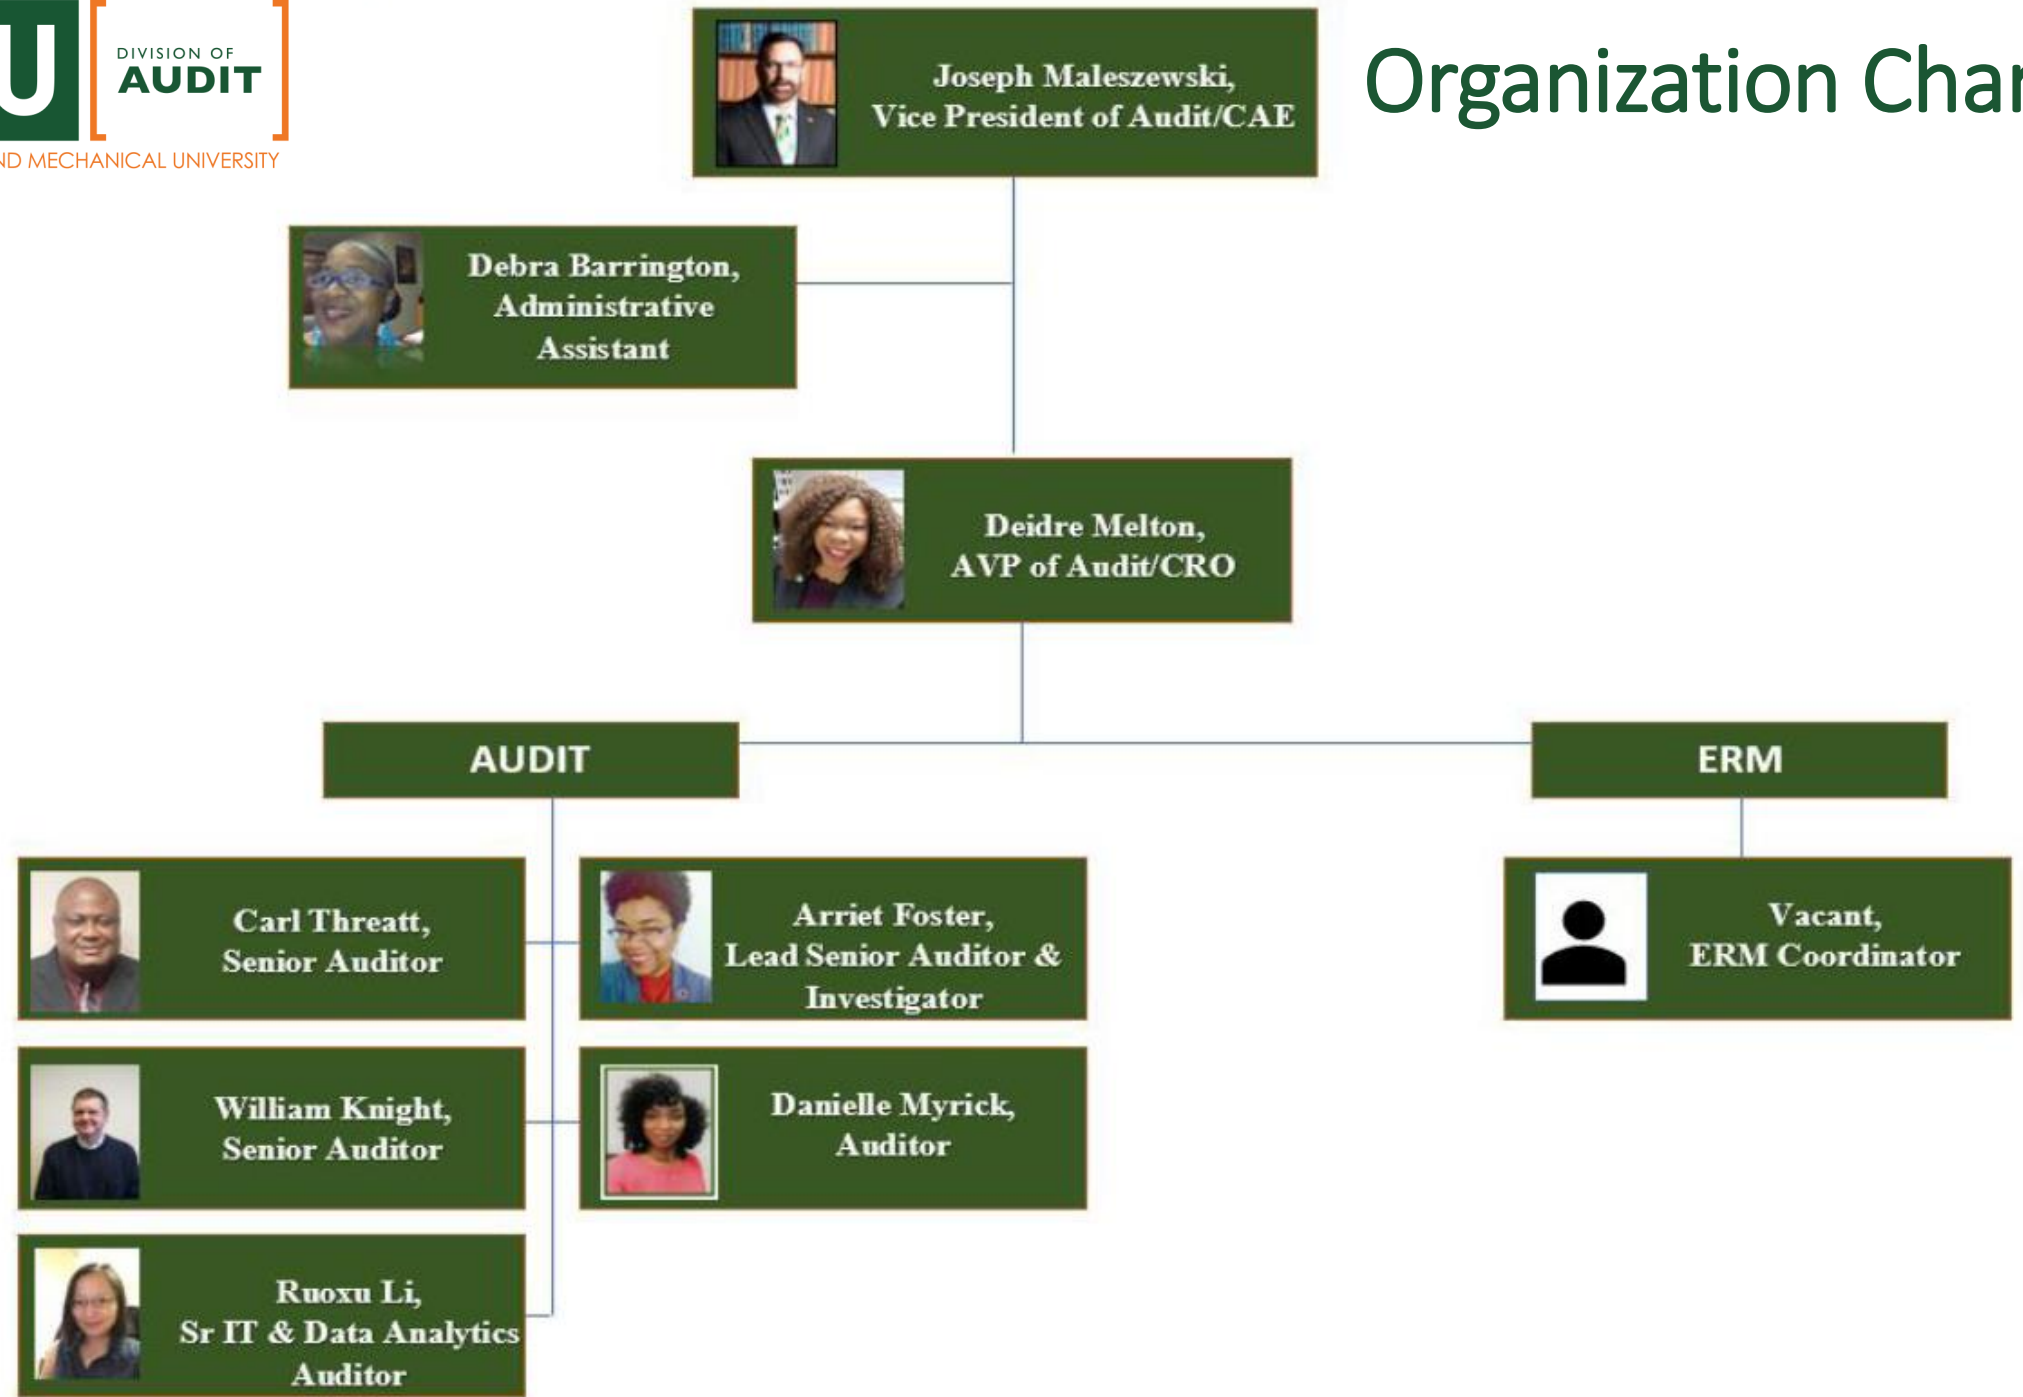 U
DIVISION OF
AUDIT
MECHANICAL UNIVERSITY
Organization
Joseph Maleszewski,
Vice President of Audit/CAE
Debra Barrington,
Administrative
Assistant
Deidre Melton,
AVP of Audit/CRO
AUDIT
ERM
Carl Threatt,
Senior Auditor
Arriet Foster,
Lead Senior Auditor &
Investigator
Vacant,
ERM Coordinator
William Knight,
Senior Auditor
Danielle Myrick,
Auditor
Ruoxu Li,
Sr IT & Data Analytics
Auditor